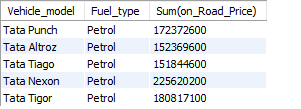 Vehicle_model Fuel_type Sum(on_Road_Price)
Tata Punch Petrol 172372600
Tata Altroz Petrol 152369600
Tata Tiago Petrol 151844600
Tata Nexon Petrol 225620200
Tata Tigor Petrol 180817100